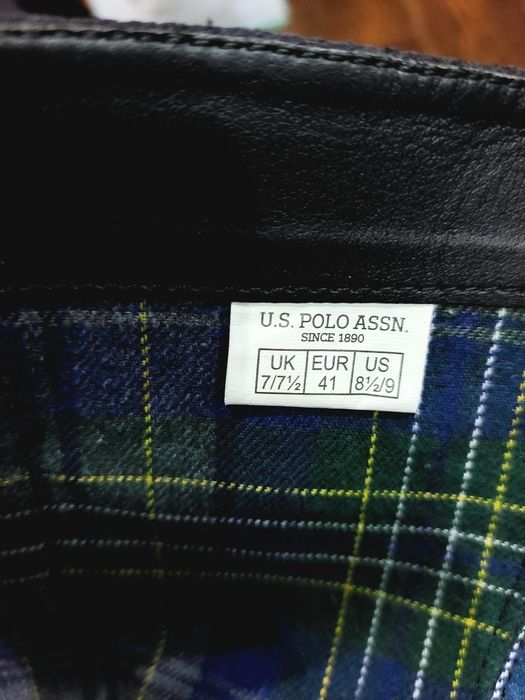 U.S. POLO ASSN.
SINCE 1890
UK EUR US
7/7½ 41 8½/9